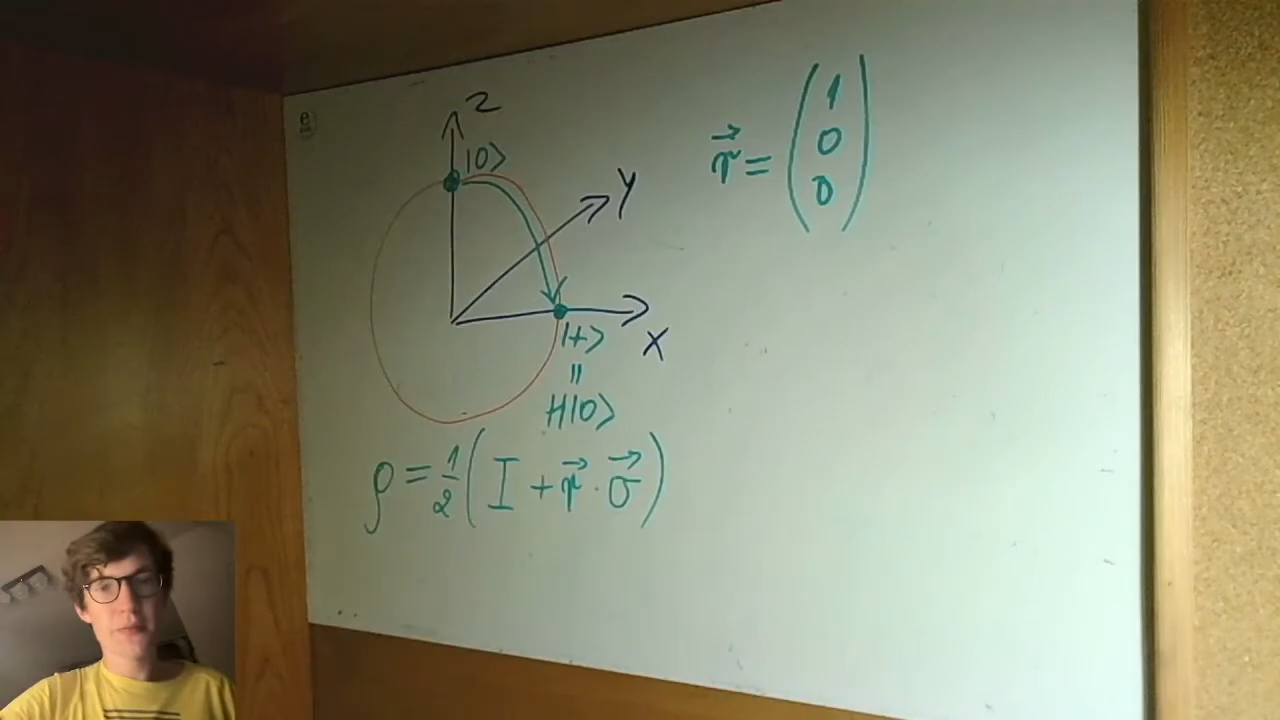 Z
|0⟩
Y
X
|+⟩
=
H|0⟩
ρ = 1/2 ( I + r⃗ · σ⃗ )
r⃗ = ( 1 0 0 )
e